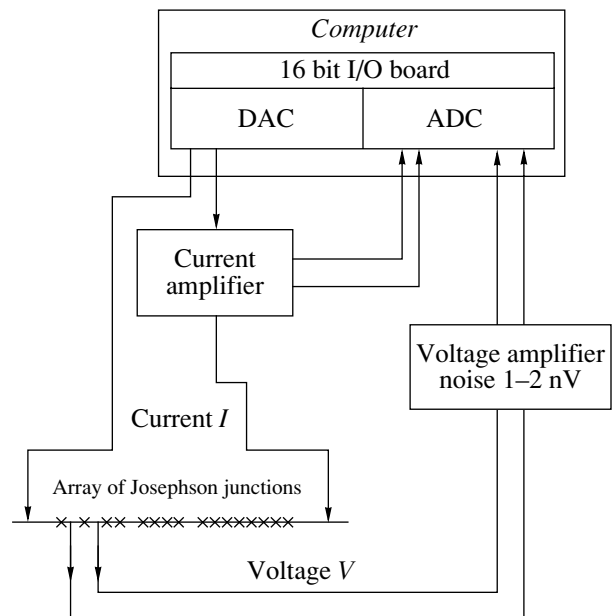 Computer
16 bit I/O board
DAC
ADC
Current
amplifier
Voltage amplifier
noise 1–2 nV
Current I
Array of Josephson junctions
Voltage V